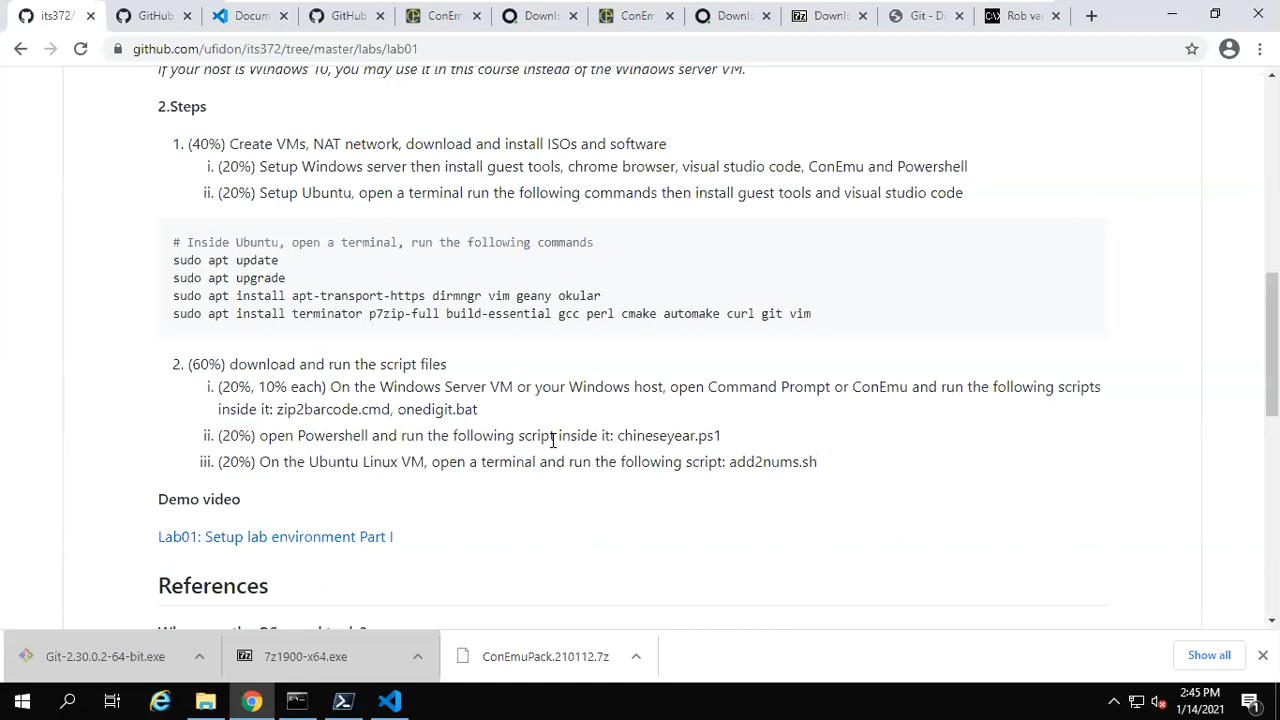 its372/
GitHub
Docum
GitHub
ConEm
Downl
ConEm
Downl
Downl
Git - Do
Rob va
github.com/ufidon/its372/tree/master/labs/lab01
If your host is Windows 10, you may use it in this course instead of the Windows server VM.
2.Steps
1. (40%) Create VMs, NAT network, download and install ISOs and software
i. (20%) Setup Windows server then install guest tools, chrome browser, visual studio code, ConEmu and Powershell
ii. (20%) Setup Ubuntu, open a terminal run the following commands then install guest tools and visual studio code
# Inside Ubuntu, open a terminal, run the following commands
sudo apt update
sudo apt upgrade
sudo apt install apt-transport-https dirmngr vim geany okular
sudo apt install terminator p7zip-full build-essential gcc perl cmake automake curl git vim
2. (60%) download and run the script files
i. (20%, 10% each) On the Windows Server VM or your Windows host, open Command Prompt or ConEmu and run the following scripts
inside it: zip2barcode.cmd, onedigit.bat
ii. (20%) open Powershell and run the following script inside it: chineseyear.ps1
iii. (20%) On the Ubuntu Linux VM, open a terminal and run the following script: add2nums.sh
Demo video
Lab01: Setup lab environment Part I
References
Git-2.30.0.2-64-bit.exe
7z1900-x64.exe
ConEmuPack.210112.7z
Show all
2:45 PM
1/14/2021